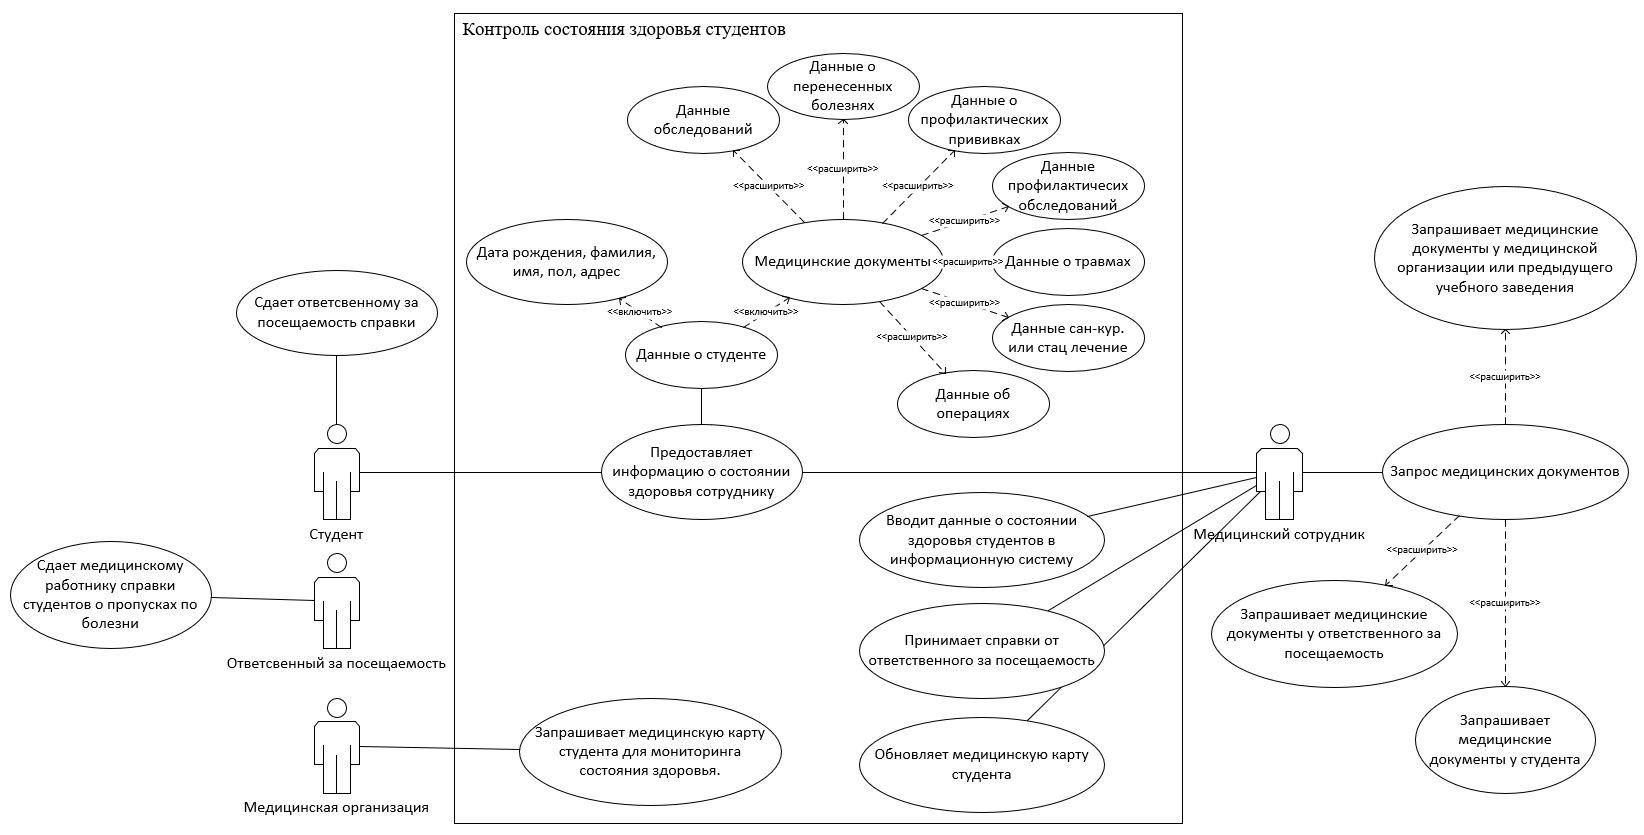 Контроль состояния здоровья студентов
Данные о
перенесенных
болезнях
Данные
обследований
Данные о
профилактических
прививках
<<расширить>>
<<расширить>>
<<расширить>>
Данные
профилактичесих
обследований
<<расширить>>
Дата рождения, фамилия,
имя, пол, адрес
Медицинские документы
<<расширить>>
Данные о травмах
<<расширить>>
Данные сан-кур.
или стац лечение
<<включить>>
<<включить>>
<<расширить>>
Данные о студенте
Данные об
операциях
Сдает ответсвенному за
посещаемость справки
Запрашивает медицинские
документы у медицинской
организации или предыдущего
учебного заведения
<<расширить>>
Предоставляет
информацию о состоянии
здоровья сотруднику
Запрос медицинских документов
Студент
Медицинский сотрудник
Вводит данные о состоянии
здоровья студентов в
информационную систему
<<расширить>>
<<расширить>>
Сдает медицинскому
работнику справки
студентов о пропусках по
болезни
Ответсвенный за посещаемость
Принимает справки от
ответственного за посещаемость
Запрашивает медицинские
документы у ответственного за
посещаемость
Запрашивает
медицинские
документы у студента
Запрашивает медицинскую карту
студента для мониторинга
состояния здоровья.
Обновляет медицинскую карту
студента
Медицинская организация